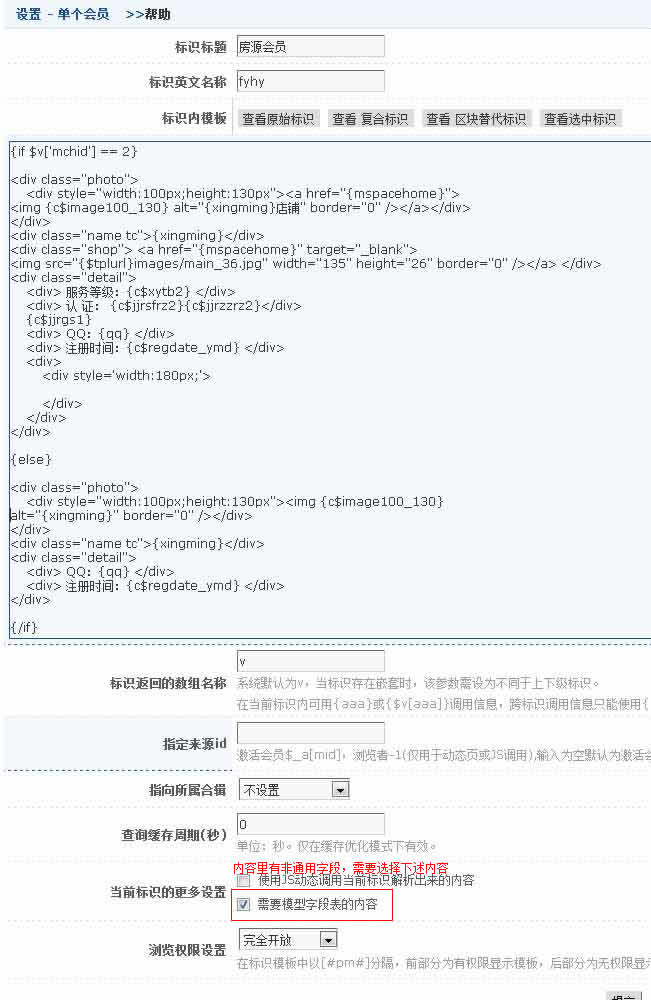 设置 - 单个会员 >>帮助
标识标题 房源会员
标识英文名称 fyhy
标识内模板 查看原始标识 查看 复合标识 查看 区块替代标识 查看选中标识
{if $v['mchid'] == 2}
<div class="photo">
<div style="width:100px;height:130px"><a href="{mspacehome}">
<img {c$image100_130} alt="{xingming}店铺" border="0" /></a></div>
</div>
<div class="name tc">{xingming}</div>
<div class="shop"> <a href="{mspacehome}" target="_blank">
<img src="{$tplurl}images/main_36.jpg" width="135" height="26" border="0" /></a> </div>
<div class="detail">
<div> 服务等级：{c$xytb2} </div>
<div> 认 证： {c$jjrsfrz2}{c$jjrzzrz2}</div>
{c$jjrgs1}
<div> QQ：{qq} </div>
<div> 注册时间：{c$regdate_ymd} </div>
<div>
<div style='width:180px;'>
</div>
</div>
</div>
{else}
<div class="photo">
<div style="width:100px;height:130px"><img {c$image100_130}
alt="{xingming}" border="0" /></div>
</div>
<div class="name tc">{xingming}</div>
<div class="detail">
<div> QQ：{qq} </div>
<div> 注册时间：{c$regdate_ymd} </div>
</div>
{/if}
标识返回的数组名称 v
系统默认为v，当标识存在嵌套时，该参数需设为不同于上下级标识。
在当前标识内可用{aaa}或{$v[aaa]}调用信息，跨标识调用信息只能使用{
指定来源id
激活会员$_a[mid]，浏览者-1(仅用于动态页或JS调用),输入为空默认为激活会
指向所属合辑 不设置
查询缓存周期(秒) 0
单位：秒。仅在缓存优化模式下有效。
内容里有非通用字段，需要选择下述内容
当前标识的更多设置 使用JS动态调用当前标识解析出来的内容
需要模型字段表的内容
浏览权限设置 完全开放
在标识模板中以[#pm#]分隔，前部分为有权限显示模板，后部分为无权限显示